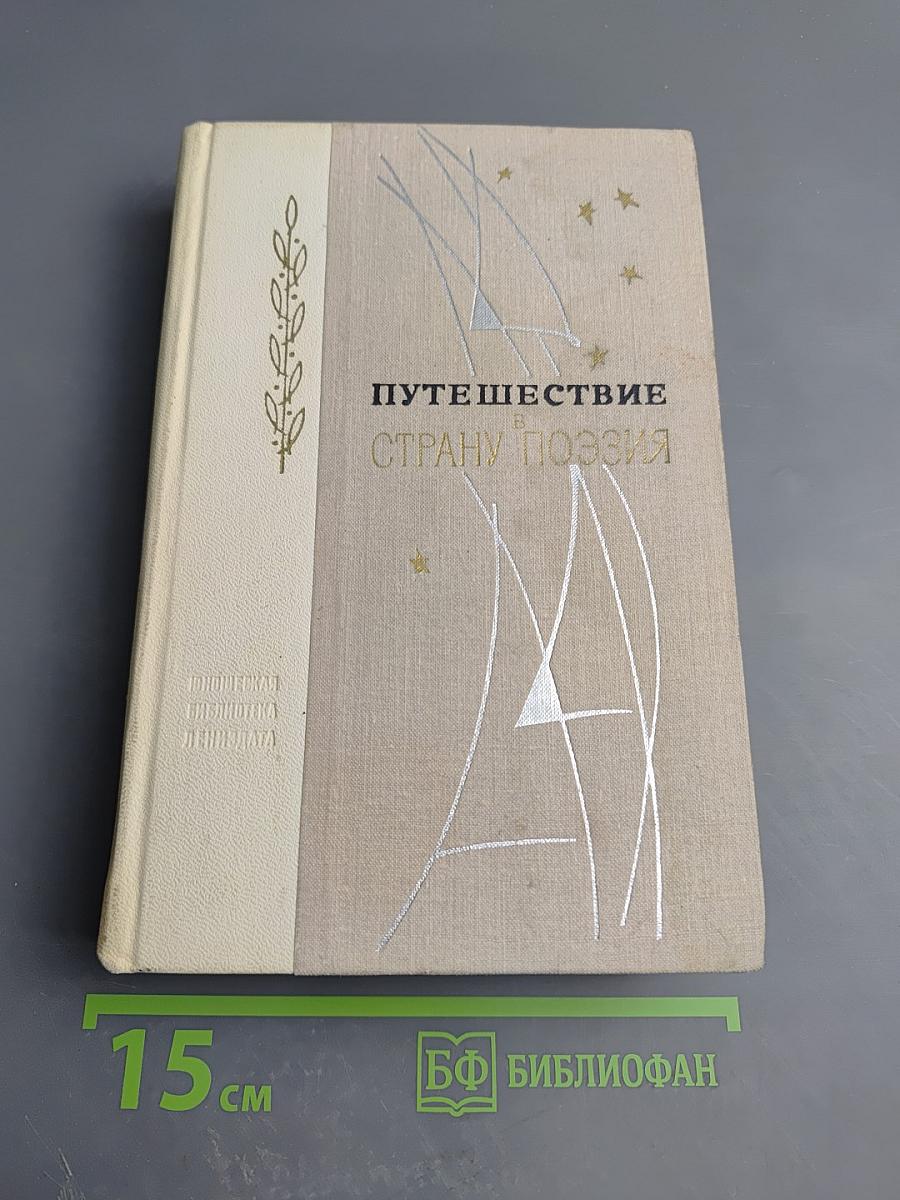 ПУТЕШЕСТВИЕ
В
СТРАНУ ПОЭЗИЯ
ЮНОШЕСКАЯ
БИБЛИОТЕКА
ЛЕНИЗДАТА
15 см
БФ БИБЛИОФАН